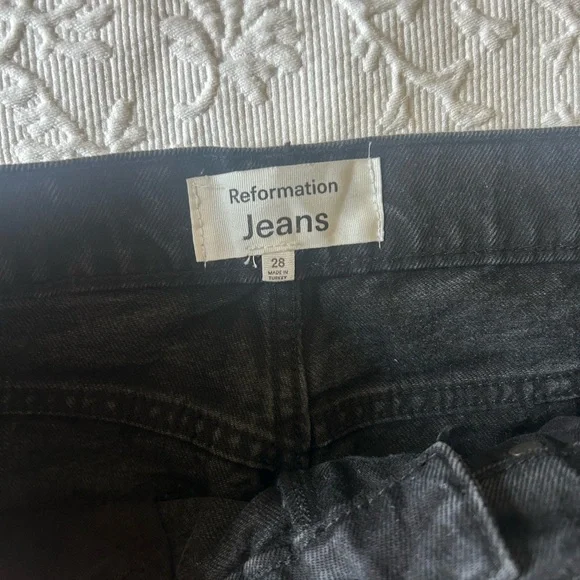 Reformation
Jeans
28
MADE IN
TURKEY